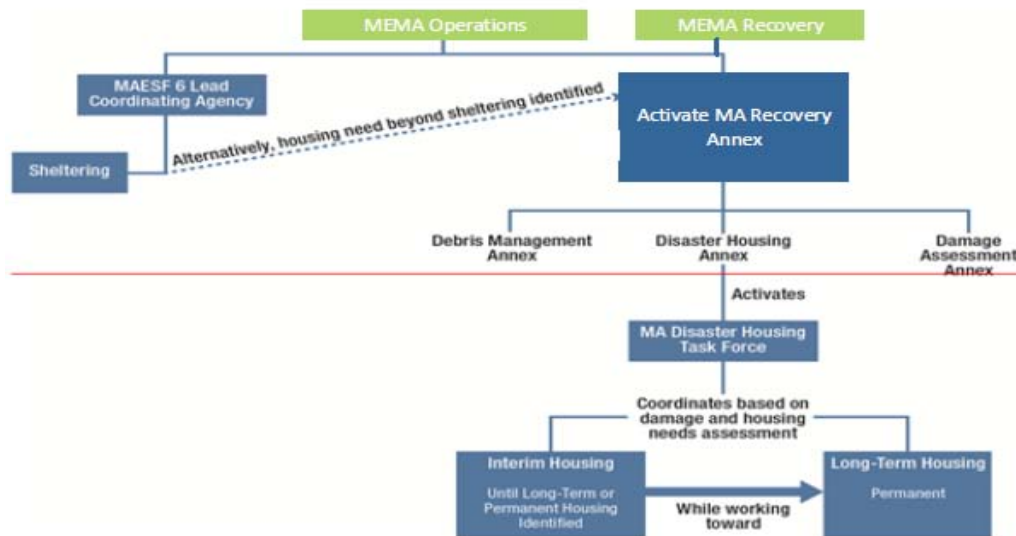 MEMA Operations
MEMA Recovery
MAESF 6 Lead
Coordinating Agency
Alternatively, housing need beyond sheltering identified
Activate MA Recovery
Annex
Sheltering
Debris Management
Annex
Disaster Housing
Annex
Damage
Assessment
Annex
Activates
MA Disaster Housing
Task Force
Coordinates based on
damage and housing
needs assessment
Interim Housing
Until Long-Term or
Permanent Housing
Identified
While working
toward
Long-Term Housing
Permanent